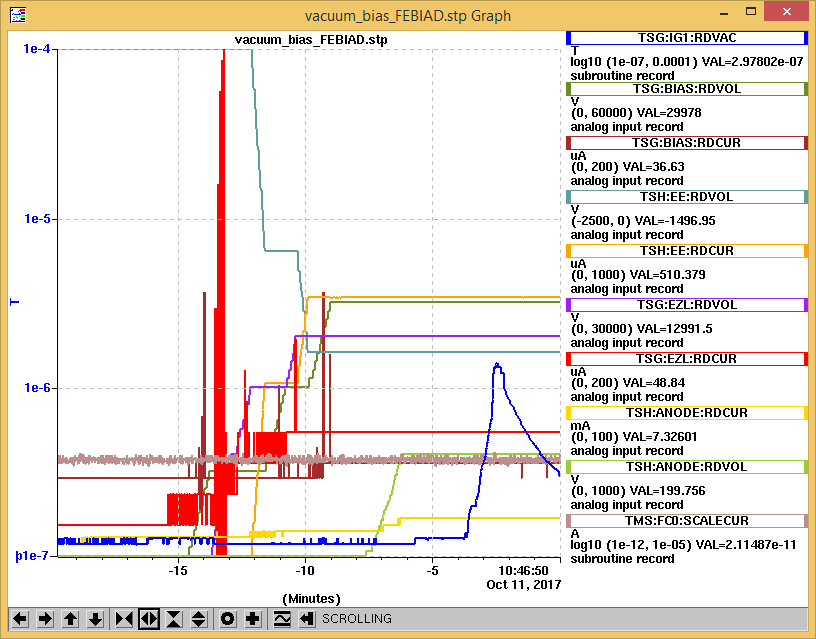 vacuum_bias_FEBIAD.stp Graph
vacuum_bias_FEBIAD.stp
1e-4
1e-5
T
1e-6
1e-7
-15
-10
-5
10:46:50
Oct 11, 2017
(Minutes)
TSG:IG1:RDVAC
T
log10 (1e-07, 0.0001) VAL=2.97802e-07
subroutine record
TSG:BIAS:RDVOL
V
(0, 60000) VAL=29978
analog input record
TSG:BIAS:RDCUR
uA
(0, 200) VAL=36.63
analog input record
TSH:EE:RDVOL
V
(-2500, 0) VAL=-1496.95
analog input record
TSH:EE:RDCUR
uA
(0, 1000) VAL=510.379
analog input record
TSG:EZL:RDVOL
V
(0, 30000) VAL=12991.5
analog input record
TSG:EZL:RDCUR
uA
(0, 200) VAL=48.84
analog input record
TSH:ANODE:RDCUR
mA
(0, 100) VAL=7.32601
analog input record
TSH:ANODE:RDVOL
V
(0, 1000) VAL=199.756
analog input record
TMS:FC0:SCALECUR
A
log10 (1e-12, 1e-05) VAL=2.11487e-11
subroutine record
SCROLLING